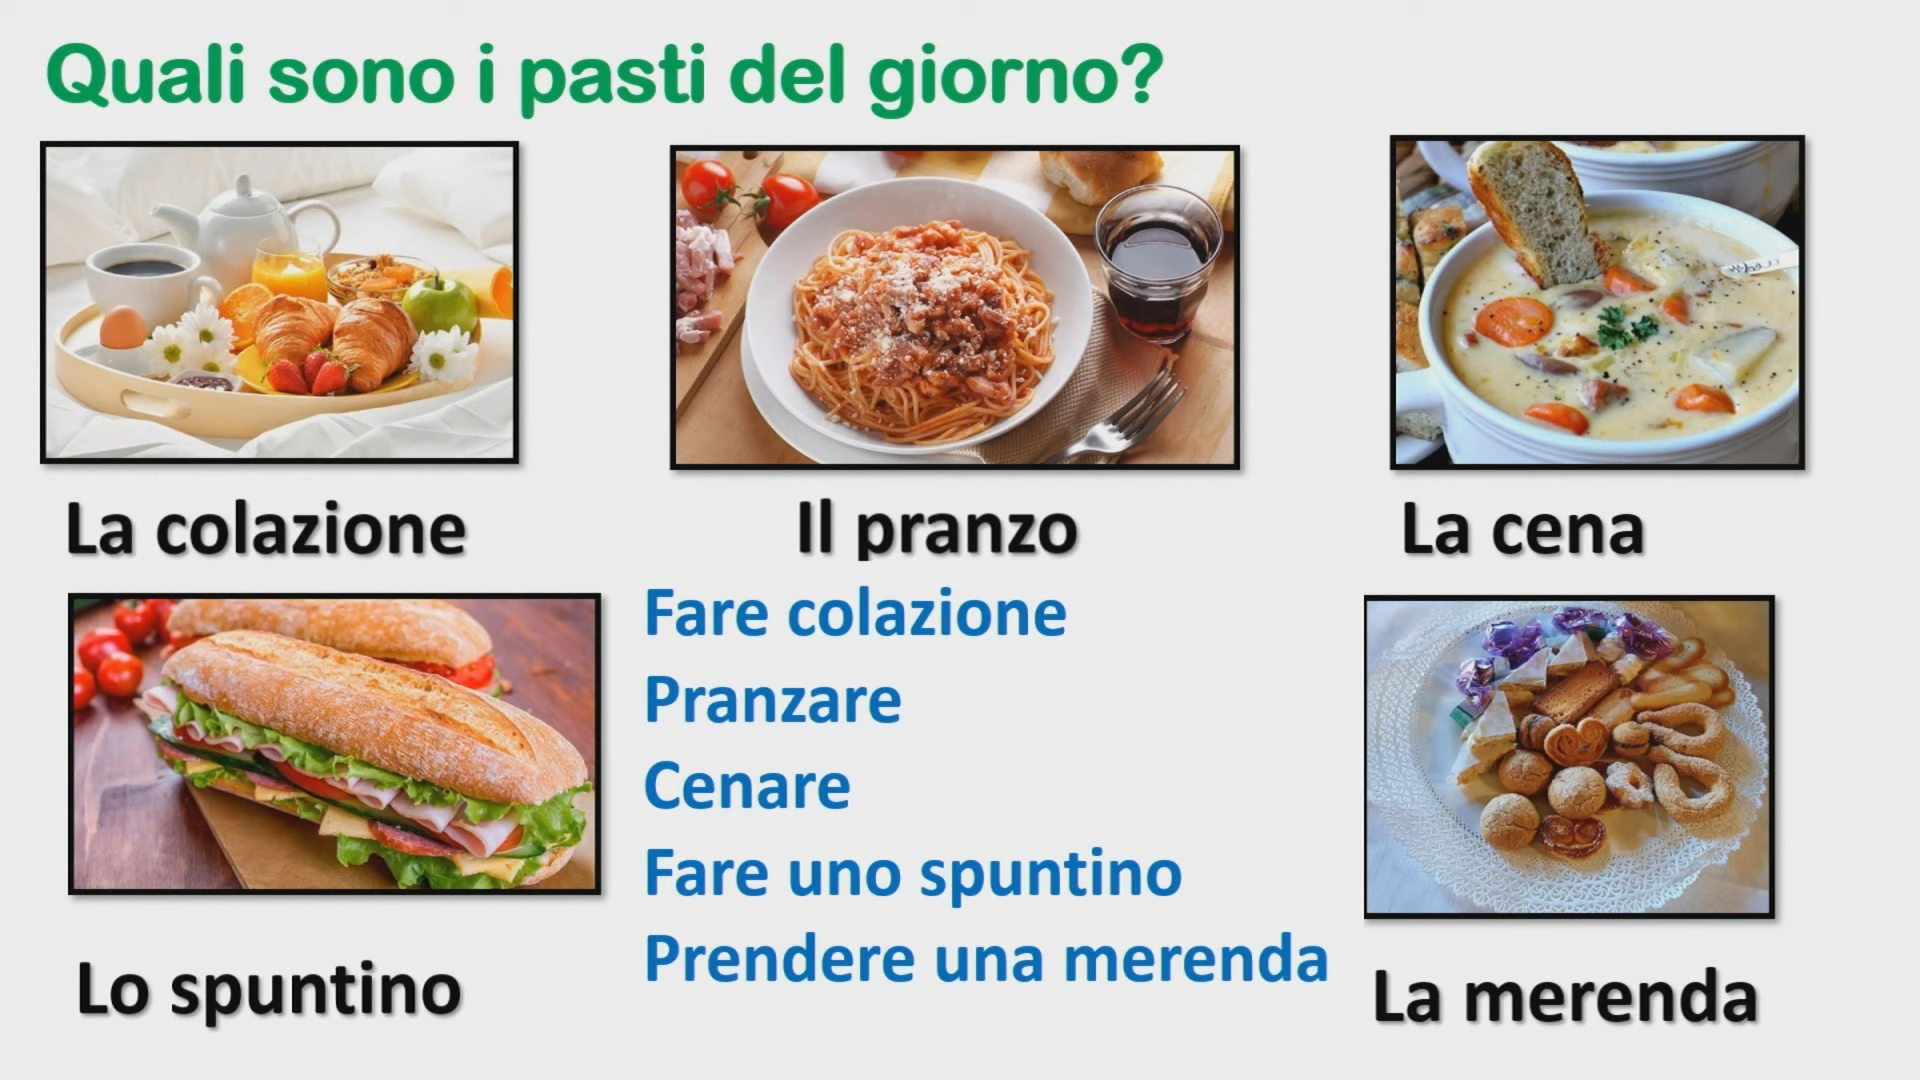 Quali sono i pasti del giorno?
La colazione
Il pranzo
La cena
Fare colazione
Pranzare
Cenare
Fare uno spuntino
Prendere una merenda
Lo spuntino
La merenda